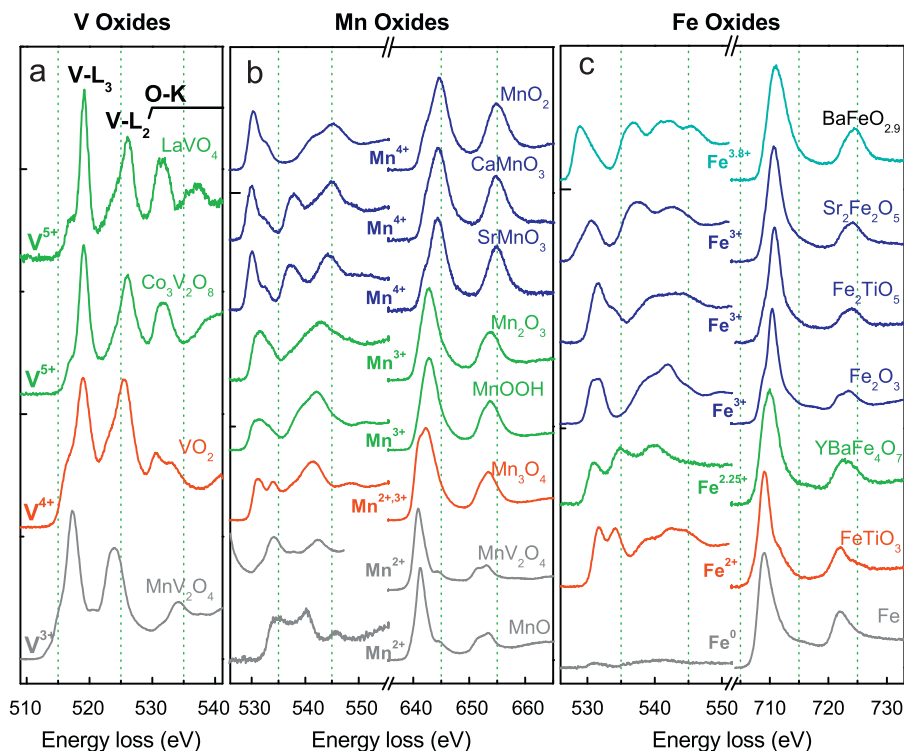 V Oxides
Mn Oxides
Fe Oxides
a
V-L3
V-L2
O-K
LaVO4
V5+
Co3V2O8
V5+
VO2
V4+
MnV2O4
V3+
510 520 530 540
Energy loss (eV)
b
MnO2
Mn4+
CaMnO3
Mn4+
SrMnO3
Mn4+
Mn2O3
Mn3+
MnOOH
Mn3+
Mn3O4
Mn2+,3+
MnV2O4
Mn2+
MnO
Mn2+
530 540 550 640 650 660
Energy loss (eV)
c
BaFeO2.9
Fe3.8+
Sr2Fe2O5
Fe3+
Fe2TiO5
Fe3+
Fe2O3
Fe3+
YBaFe4O7
Fe2.25+
FeTiO3
Fe2+
Fe
Fe0
530 540 550 710 720 730
Energy loss (eV)